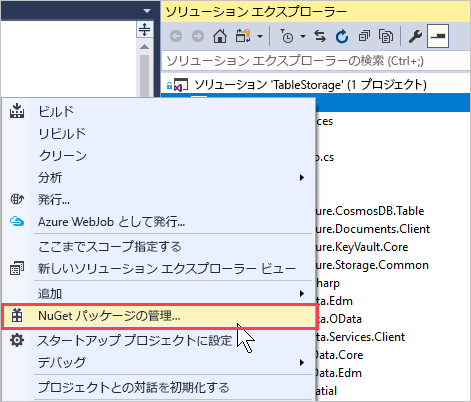 ソリューション エクスプローラー
ソリューション エクスプローラーの検索 (Ctrl+;)
ソリューション 'TableStorage' (1 プロジェクト)
ビルド
リビルド
クリーン
分析
発行...
Azure WebJob として発行...
ここまでスコープ指定する
新しいソリューション エクスプローラー ビュー
追加
NuGet パッケージの管理...
スタートアップ プロジェクトに設定
デバッグ
プロジェクトとの対話を初期化する
ces
o.cs
ure.CosmosDB.Table
ure.Documents.Client
ure.KeyVault.Core
ure.Storage.Common
harp
ata.Edm
ata.OData
ata.Services.Client
Data.Core
Data.Edm
patial